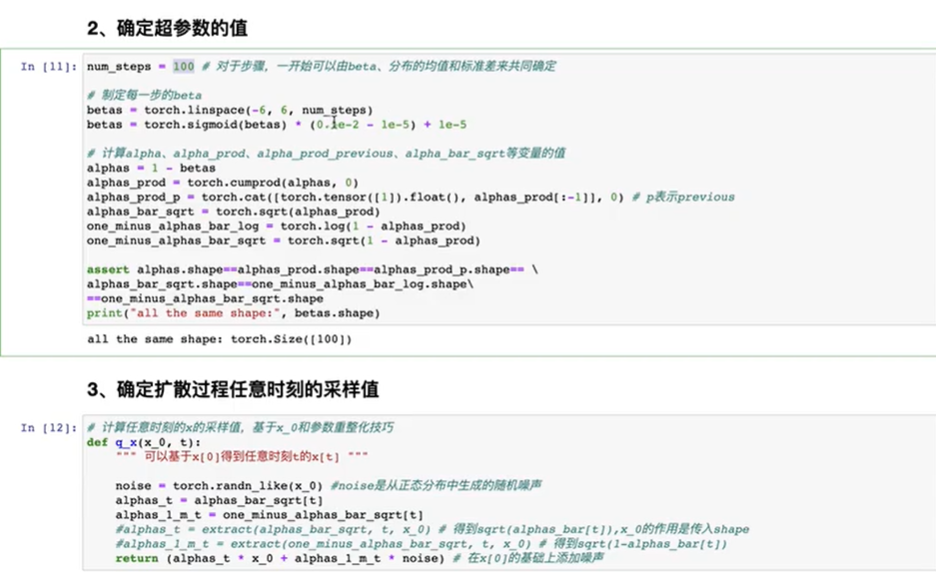 2、确定超参数的值
In [11]: num_steps = 100 # 对于步骤，一开始可以由beta、分布的均值和标准差来共同确定
# 制定每一步的beta
betas = torch.linspace(-6, 6, num_steps)
betas = torch.sigmoid(betas) * (0.5e-2 - 1e-5) + 1e-5
# 计算alpha、alpha_prod、alpha_prod_previous、alpha_bar_sqrt等变量的值
alphas = 1 - betas
alphas_prod = torch.cumprod(alphas, 0)
alphas_prod_p = torch.cat([torch.tensor([1]).float(), alphas_prod[:-1]], 0) # p表示previous
alphas_bar_sqrt = torch.sqrt(alphas_prod)
one_minus_alphas_bar_log = torch.log(1 - alphas_prod)
one_minus_alphas_bar_sqrt = torch.sqrt(1 - alphas_prod)
assert alphas.shape==alphas_prod.shape==alphas_prod_p.shape== \
alphas_bar_sqrt.shape==one_minus_alphas_bar_log.shape\
==one_minus_alphas_bar_sqrt.shape
print("all the same shape:", betas.shape)
all the same shape: torch.Size([100])
3、确定扩散过程任意时刻的采样值
In [12]: # 计算任意时刻的x的采样值，基于x_0和参数重整化技巧
def q_x(x_0, t):
""" 可以基于x[0]得到任意时刻t的x[t] """
noise = torch.randn_like(x_0) #noise是从正态分布中生成的随机噪声
alphas_t = alphas_bar_sqrt[t]
alphas_1_m_t = one_minus_alphas_bar_sqrt[t]
#alphas_t = extract(alphas_bar_sqrt, t, x_0) # 得到sqrt(alphas_bar[t]),x_0的作用是传入shape
#alphas_1_m_t = extract(one_minus_alphas_bar_sqrt, t, x_0) # 得到sqrt(1-alphas_bar[t])
return (alphas_t * x_0 + alphas_1_m_t * noise) # 在x[0]的基础上添加噪声